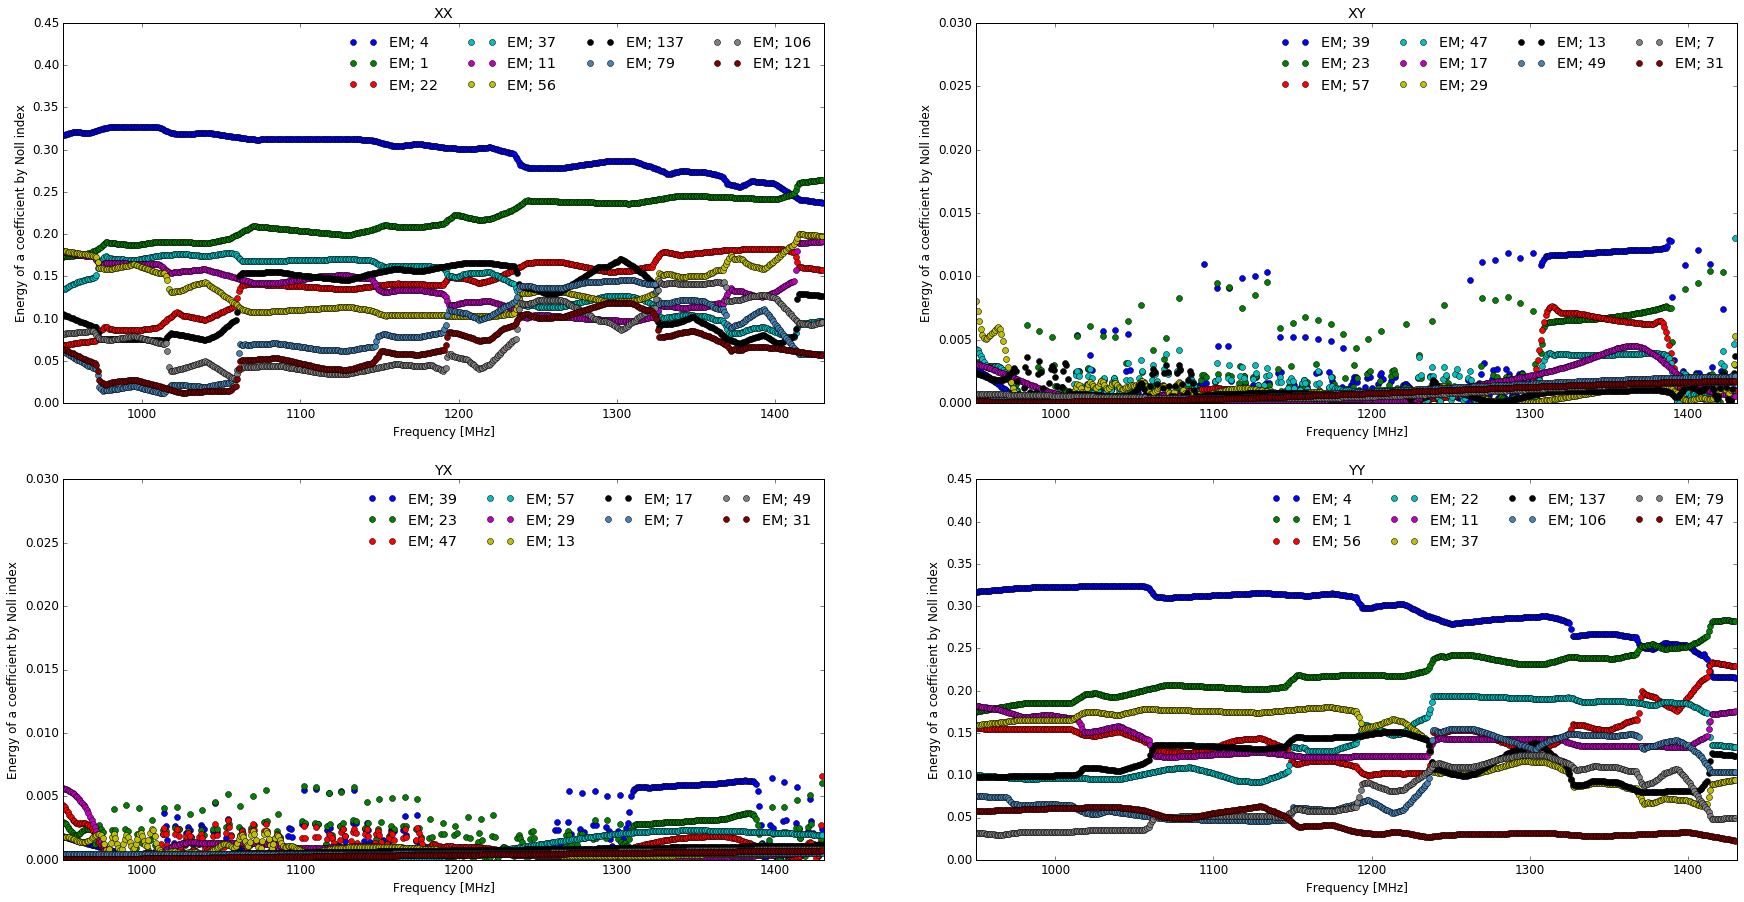 XX
0.45
0.40
0.35
0.30
0.25
0.20
0.15
0.10
0.05
0.00
Energy of a coefficient by Noll index
EM; 4 EM; 37 EM; 137 EM; 106
EM; 1 EM; 11 EM; 79 EM; 121
EM; 22 EM; 56
1000 1100 1200 1300 1400
Frequency [MHz]
XY
0.030
0.025
0.020
0.015
0.010
0.005
0.000
Energy of a coefficient by Noll index
EM; 39 EM; 47 EM; 13 EM; 7
EM; 23 EM; 17 EM; 49 EM; 31
EM; 57 EM; 29
1000 1100 1200 1300 1400
Frequency [MHz]
YX
0.030
0.025
0.020
0.015
0.010
0.005
0.000
Energy of a coefficient by Noll index
EM; 39 EM; 57 EM; 17 EM; 49
EM; 23 EM; 29 EM; 7 EM; 31
EM; 47 EM; 13
1000 1100 1200 1300 1400
Frequency [MHz]
YY
0.45
0.40
0.35
0.30
0.25
0.20
0.15
0.10
0.05
0.00
Energy of a coefficient by Noll index
EM; 4 EM; 22 EM; 137 EM; 79
EM; 1 EM; 11 EM; 106 EM; 47
EM; 56 EM; 37
1000 1100 1200 1300 1400
Frequency [MHz]